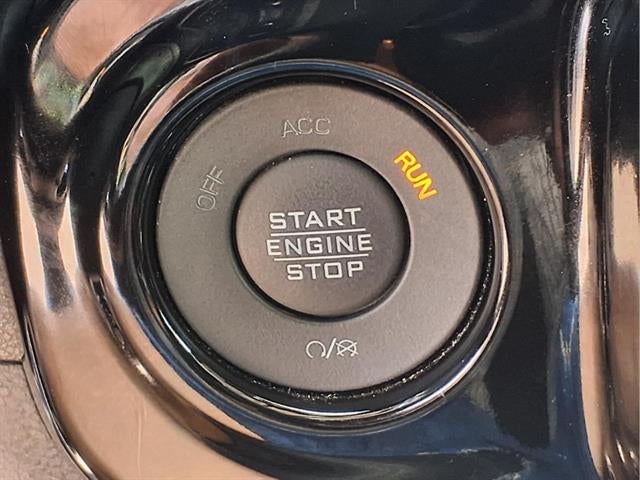 ACC
OFF
RUN
START
ENGINE
STOP